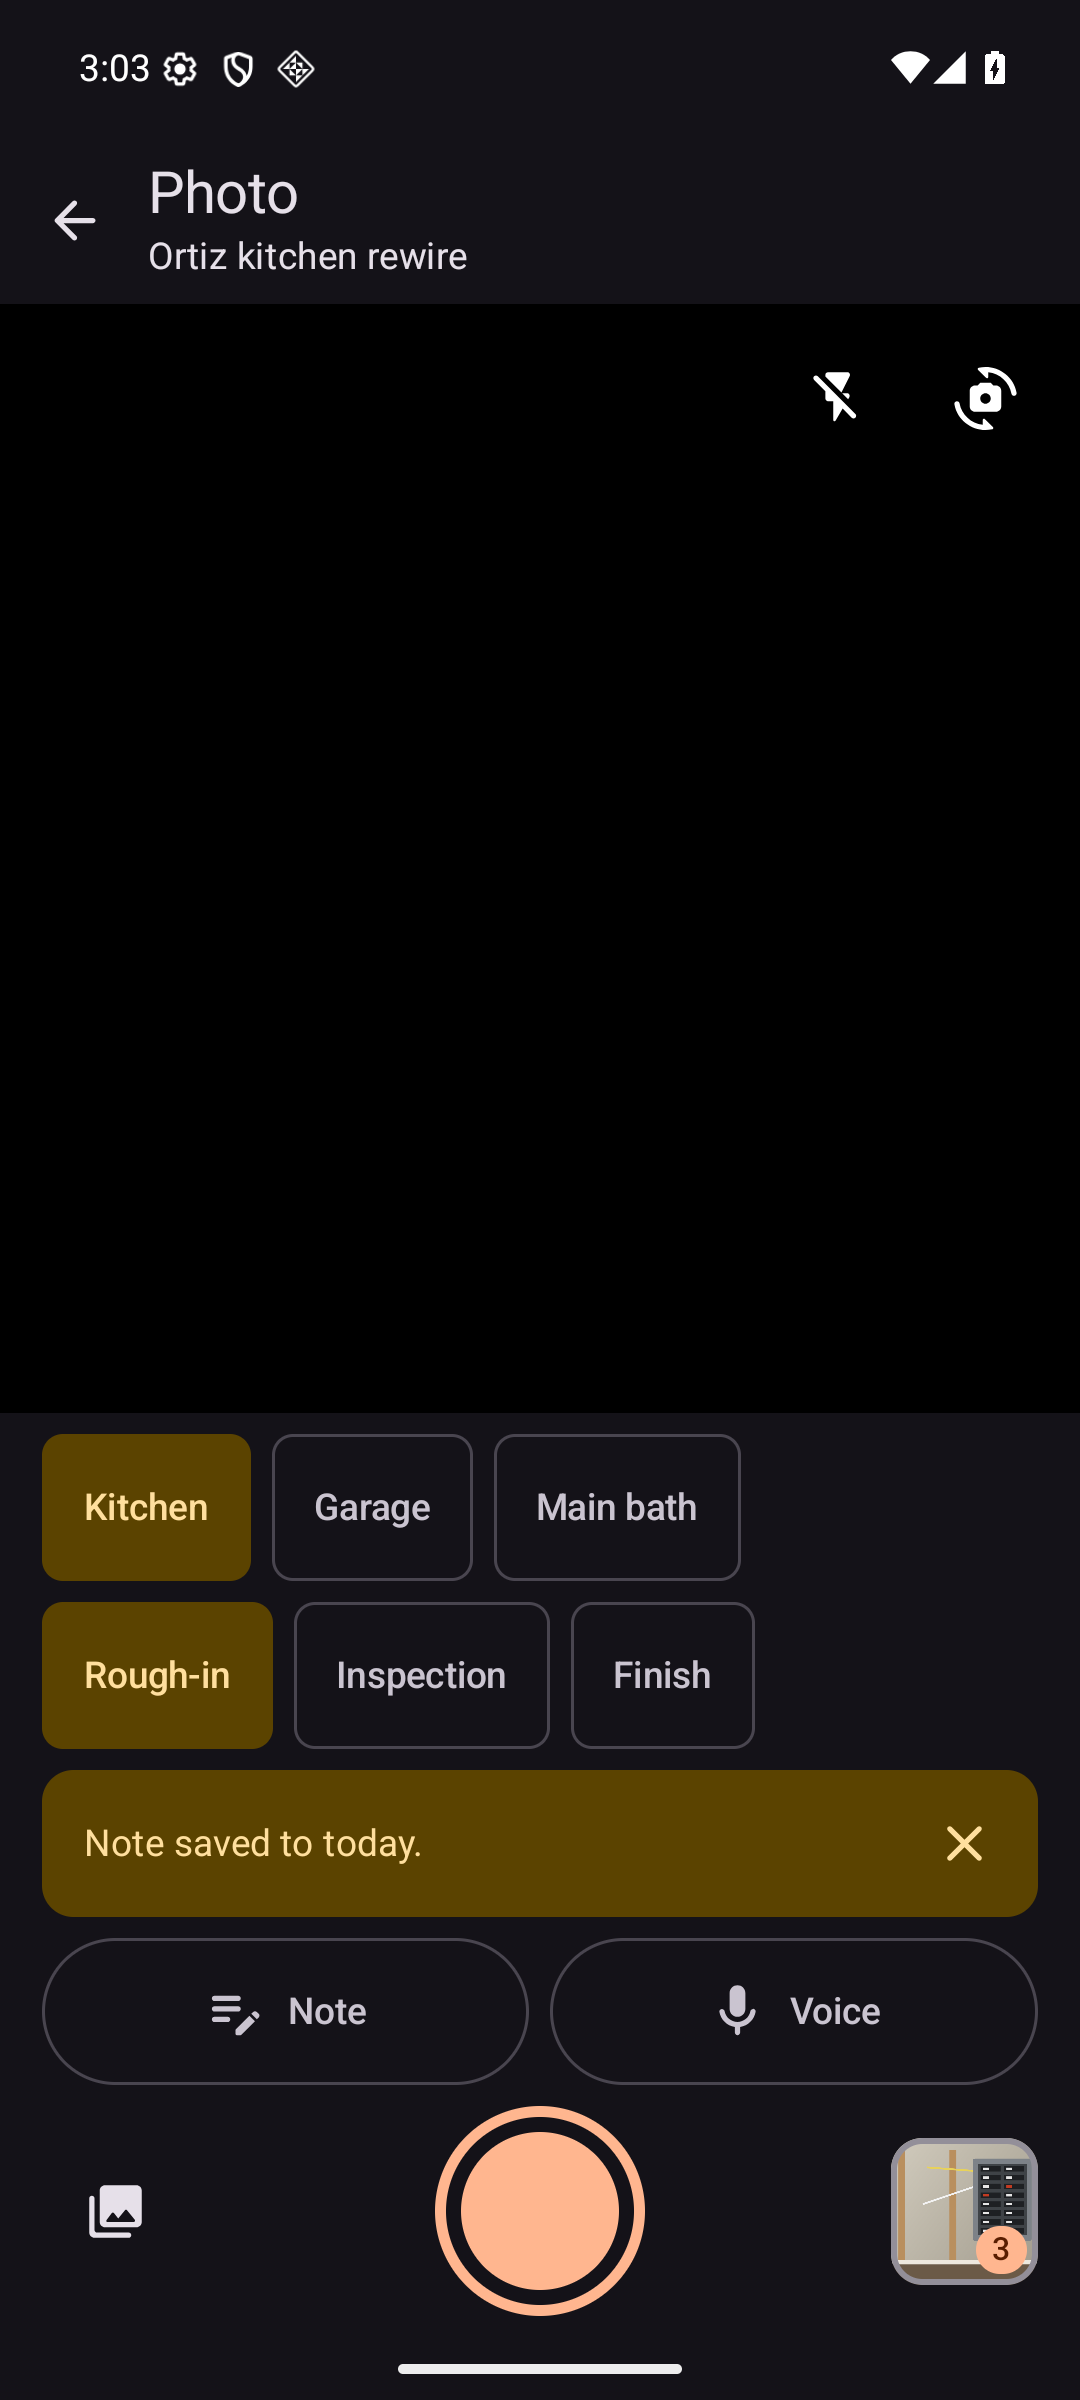 3:03
Photo
Ortiz kitchen rewire
Kitchen
Garage
Main bath
Rough-in
Inspection
Finish
Note saved to today.
Note
Voice
3